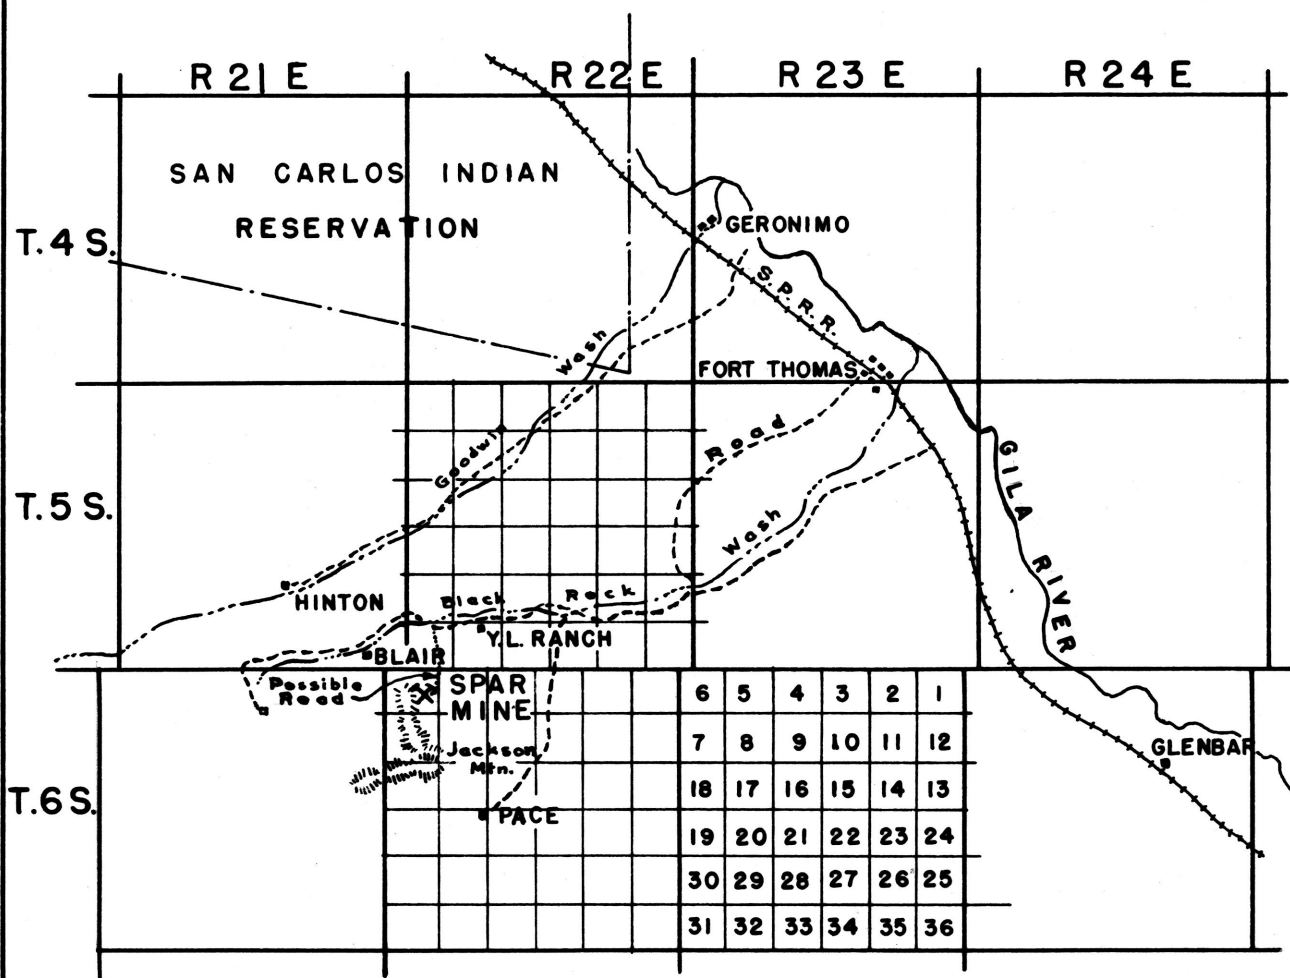 R 21 E
R 22 E
R 23 E
R 24 E
SAN CARLOS INDIAN
RESERVATION
T. 4 S.
GERONIMO
S. P. R. R.
Wash
FORT THOMAS
Goodwin
Road
GILA RIVER
T. 5 S.
Wash
HINTON
Black Rock
Y.L. RANCH
BLAIR
Possible
Road
SPAR
MINE
6 5 4 3 2 1
Jackson
Mtn.
7 8 9 10 11 12
GLENBAR
T. 6 S.
18 17 16 15 14 13
PACE
19 20 21 22 23 24
30 29 28 27 26 25
31 32 33 34 35 36